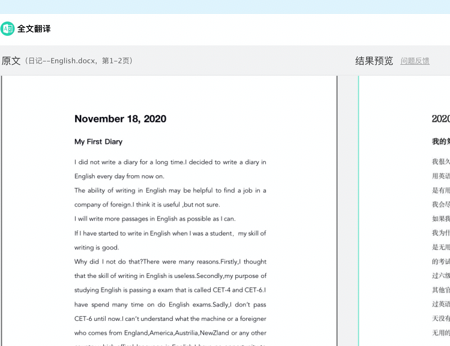 全文翻译
原文（日记--English.docx，第1-2页）
结果预览 问题反馈
November 18, 2020
My First Diary
I did not write a diary for a long time.I decided to write a diary in
English every day from now on.
The ability of writing in English may be helpful to find a job in a
company of foreign.I think it is useful ,but not sure.
I will write more passages in English as possible as I can.
If I have started to write in English when I was a student，my skill of
writing is good.
Why did I not do that?There were many reasons.Firstly,I thought
that the skill of writing in English is useless.Secondly,my purpose of
studying English is passing a exam that is called CET-4 and CET-6.I
have spend many time on do English exams.Sadly,I don't pass
CET-6 until now.I can't understand what the machine or a foreigner
who comes from England,America,Austrilia,NewZland or any other
2020
我的
我很久
用英语
是有用
我会尽
如果我
我为什
是无用
的考试
过六级
其他官
过英语
天没有
无用的